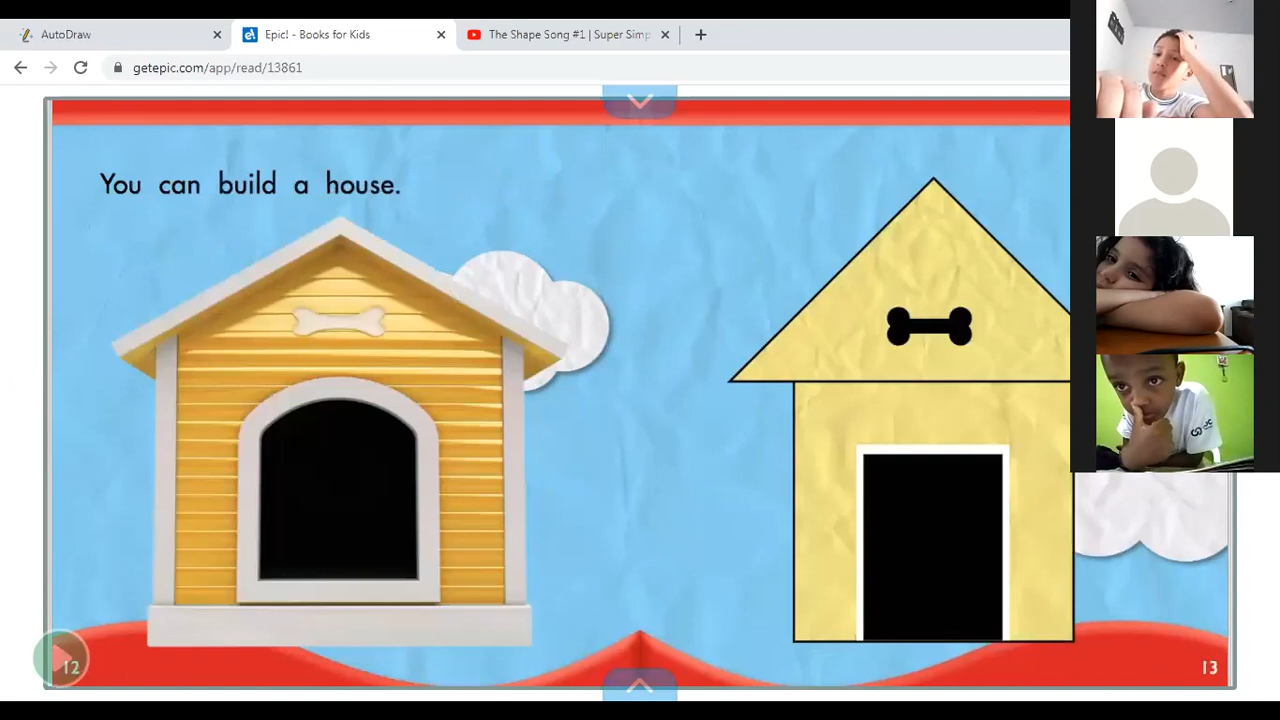 AutoDraw
Epic! - Books for Kids
The Shape Song #1 | Super Simp
getepic.com/app/read/13861
You can build a house.
12
13